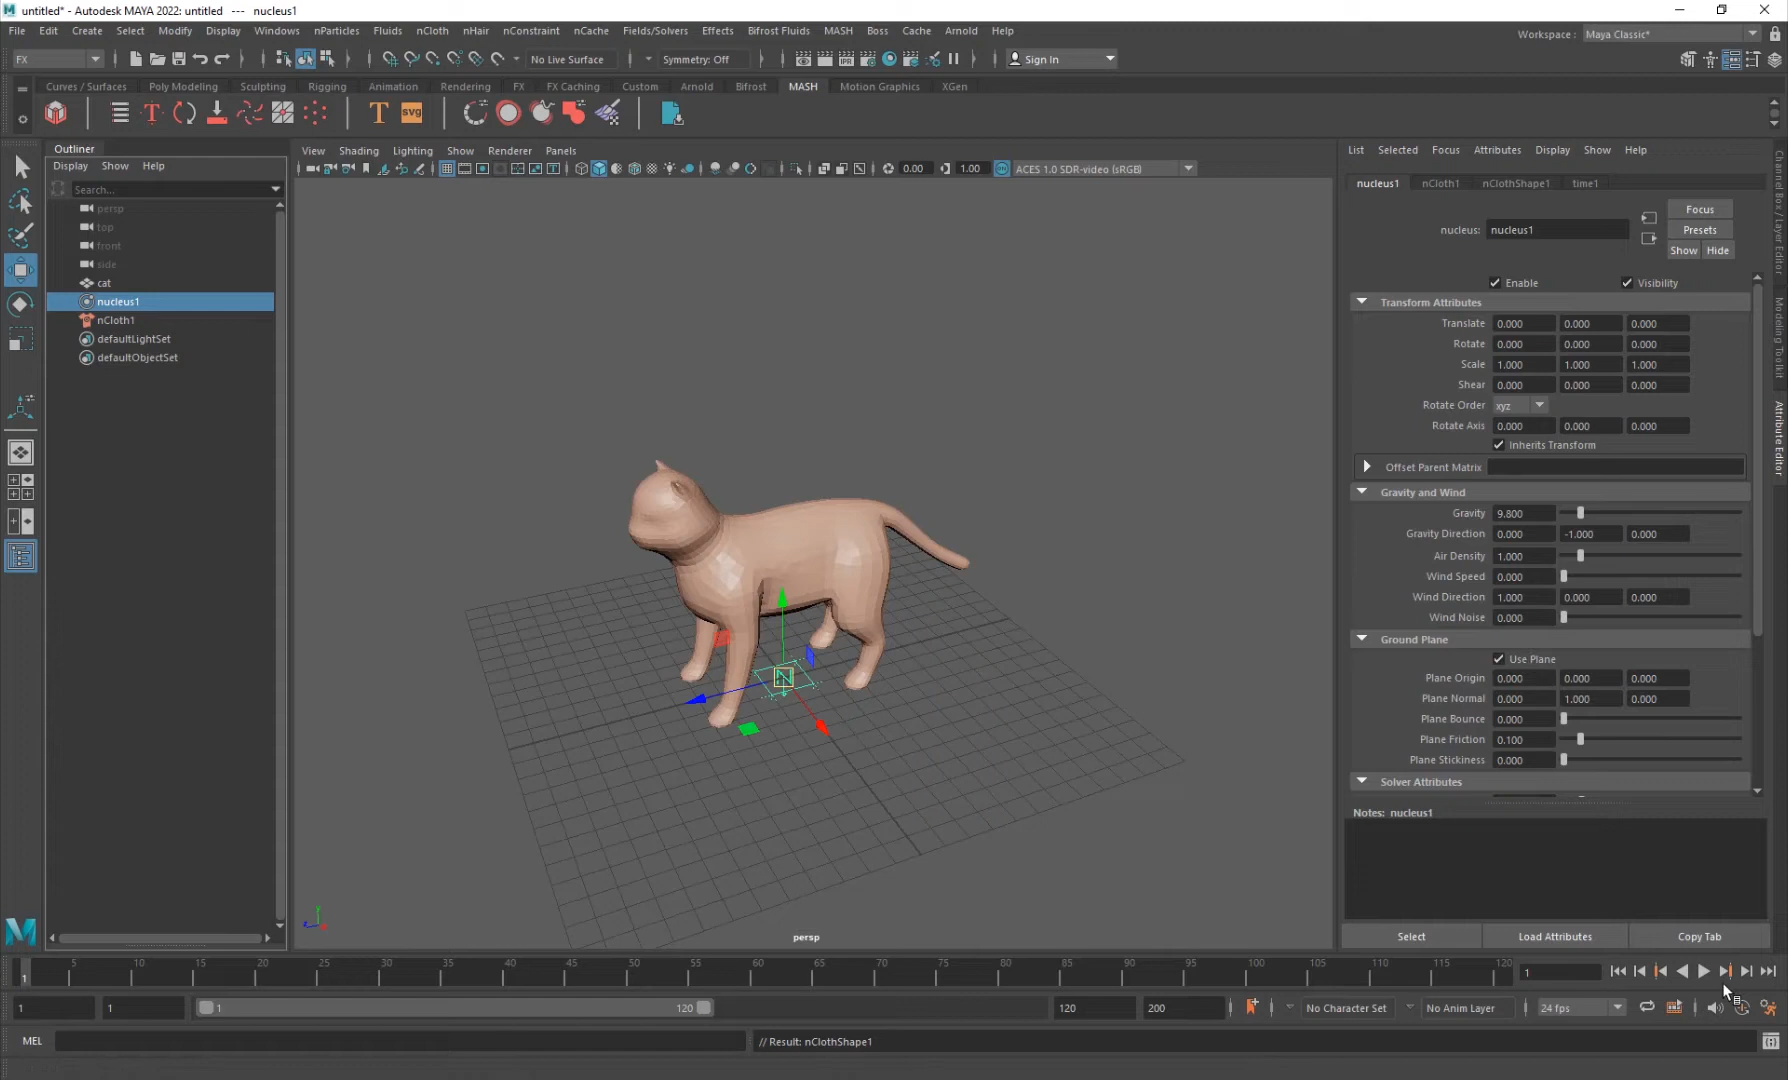 untitled* - Autodesk MAYA 2022: untitled --- nucleus1
File Edit Create Select Modify Display Windows nParticles Fluids nCloth nHair nConstraint nCache Fields/Solvers Effects Bifrost Fluids MASH Boss Cache Arnold Help
Workspace : Maya Classic*
FX No Live Surface Symmetry: Off Sign In
Curves / Surfaces Poly Modeling Sculpting Rigging Animation Rendering FX FX Caching Custom Arnold Bifrost MASH Motion Graphics XGen
T T svg
Outliner
Display Show Help
Search...
persp
top
front
side
cat
nucleus1
nCloth1
defaultLightSet
defaultObjectSet
View Shading Lighting Show Renderer Panels
0.00 1.00 ACES 1.0 SDR-video (sRGB)
N
y
z x
persp
List Selected Focus Attributes Display Show Help
nucleus1 nCloth1 nClothShape1 time1
Focus
nucleus: nucleus1 Presets
Show Hide
Enable Visibility
Transform Attributes
Translate 0.000 0.000 0.000
Rotate 0.000 0.000 0.000
Scale 1.000 1.000 1.000
Shear 0.000 0.000 0.000
Rotate Order xyz
Rotate Axis 0.000 0.000 0.000
Inherits Transform
Offset Parent Matrix
Gravity and Wind
Gravity 9.800
Gravity Direction 0.000 -1.000 0.000
Air Density 1.000
Wind Speed 0.000
Wind Direction 1.000 0.000 0.000
Wind Noise 0.000
Ground Plane
Use Plane
Plane Origin 0.000 0.000 0.000
Plane Normal 0.000 1.000 0.000
Plane Bounce 0.000
Plane Friction 0.100
Plane Stickiness 0.000
Solver Attributes
Notes: nucleus1
Select Load Attributes Copy Tab
Channel Box / Layer Editor
Modeling Toolkit
Attribute Editor
1 5 10 15 20 25 30 35 40 45 50 55 60 65 70 75 80 85 90 95 100 105 110 115 120 1
1 1 1 120 120 200 No Character Set No Anim Layer 24 fps
MEL // Result: nClothShape1